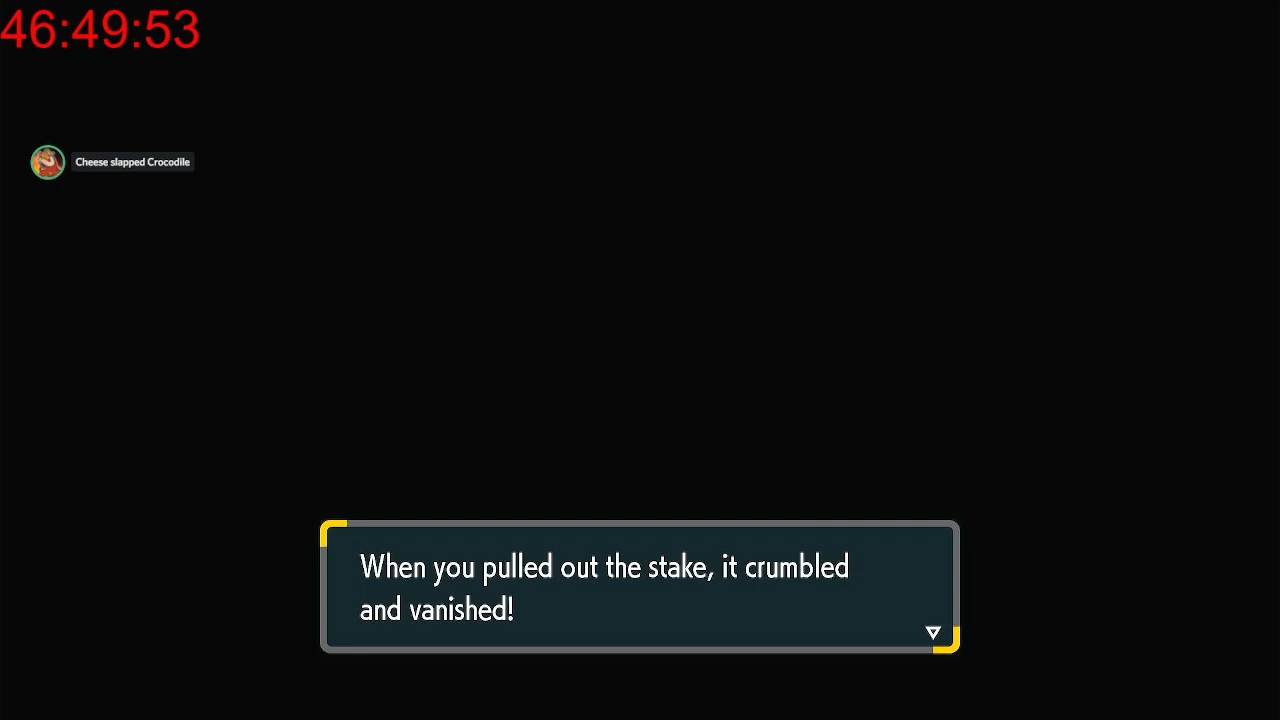 46:49:53
Cheese slapped Crocodile
When you pulled out the stake, it crumbled
and vanished!